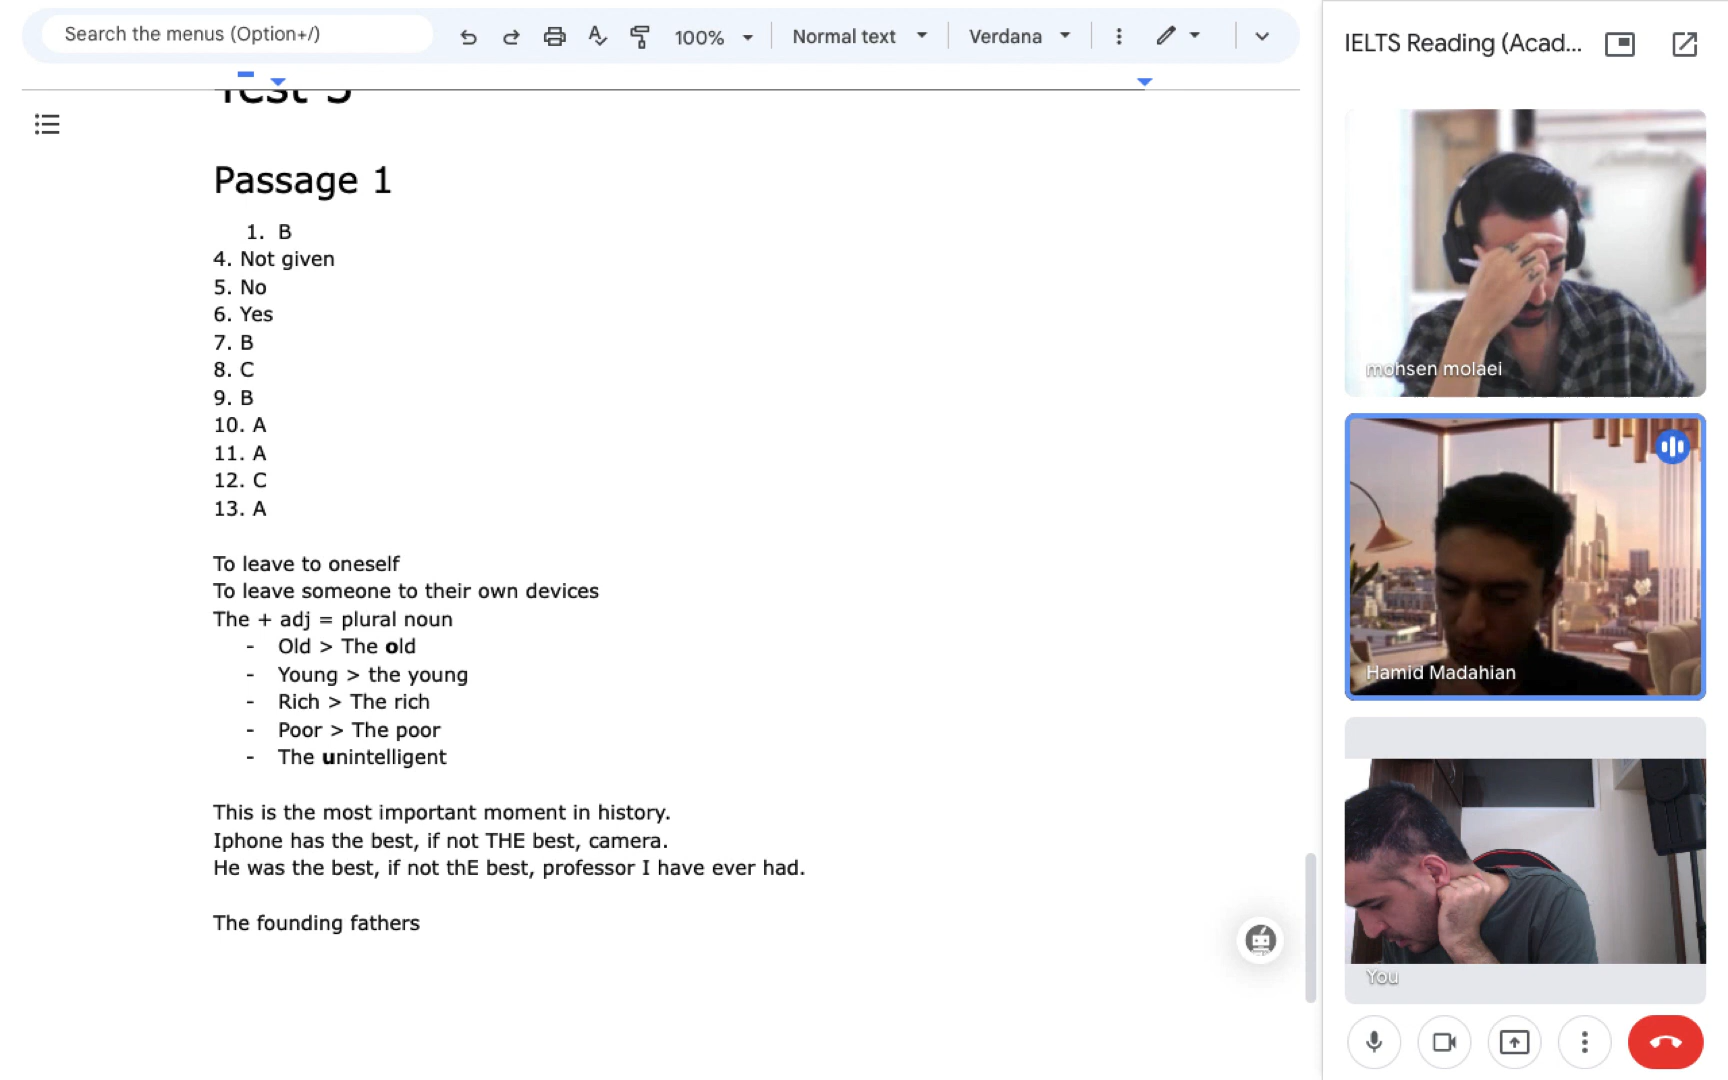 Search the menus (Option+/)
100%
Normal text
Verdana
IELTS Reading (Acad...
Test 5
Passage 1
1. B
4. Not given
5. No
6. Yes
7. B
8. C
9. B
10. A
11. A
12. C
13. A
To leave to oneself
To leave someone to their own devices
The + adj = plural noun
- Old > The old
- Young > the young
- Rich > The rich
- Poor > The poor
- The unintelligent
This is the most important moment in history.
Iphone has the best, if not THE best, camera.
He was the best, if not thE best, professor I have ever had.
The founding fathers
mohsen molaei
Hamid Madahian
You